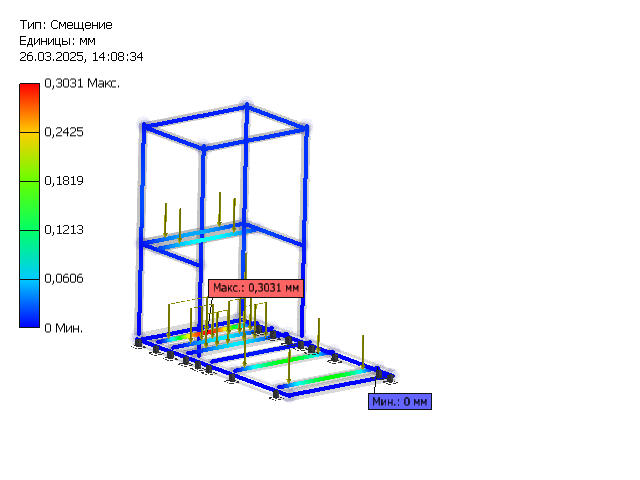 Тип: Смещение
Единицы: мм
26.03.2025, 14:08:34
0,3031 Макс.
0,2425
0,1819
0,1213
0,0606
0 Мин.
Макс.: 0,3031 мм
Мин.: 0 мм